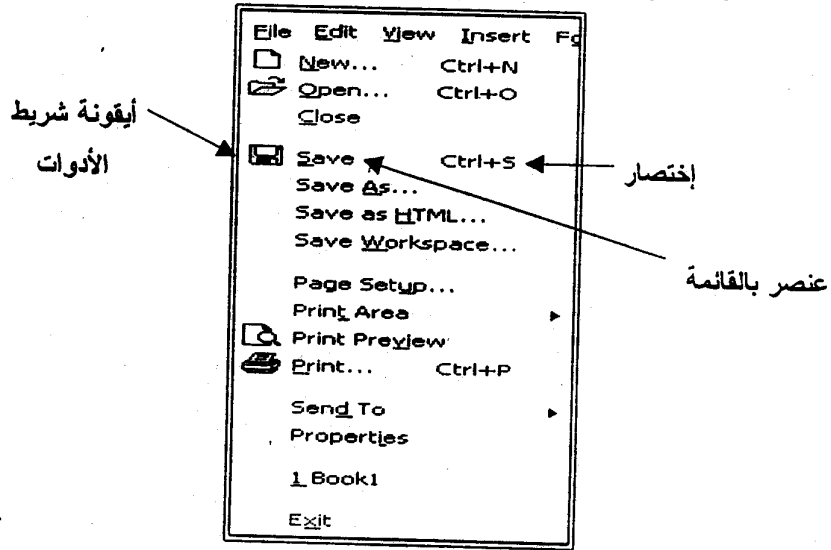 File Edit View Insert Fo
New... Ctrl+N
Open... Ctrl+O
Close
Save Ctrl+S
Save As...
Save as HTML...
Save Workspace...
Page Setup...
Print Area
Print Preview
Print... Ctrl+P
Send To
Properties
1 Book1
Exit
أيقونة شريط
الأدوات
إختصار
عنصر بالقائمة